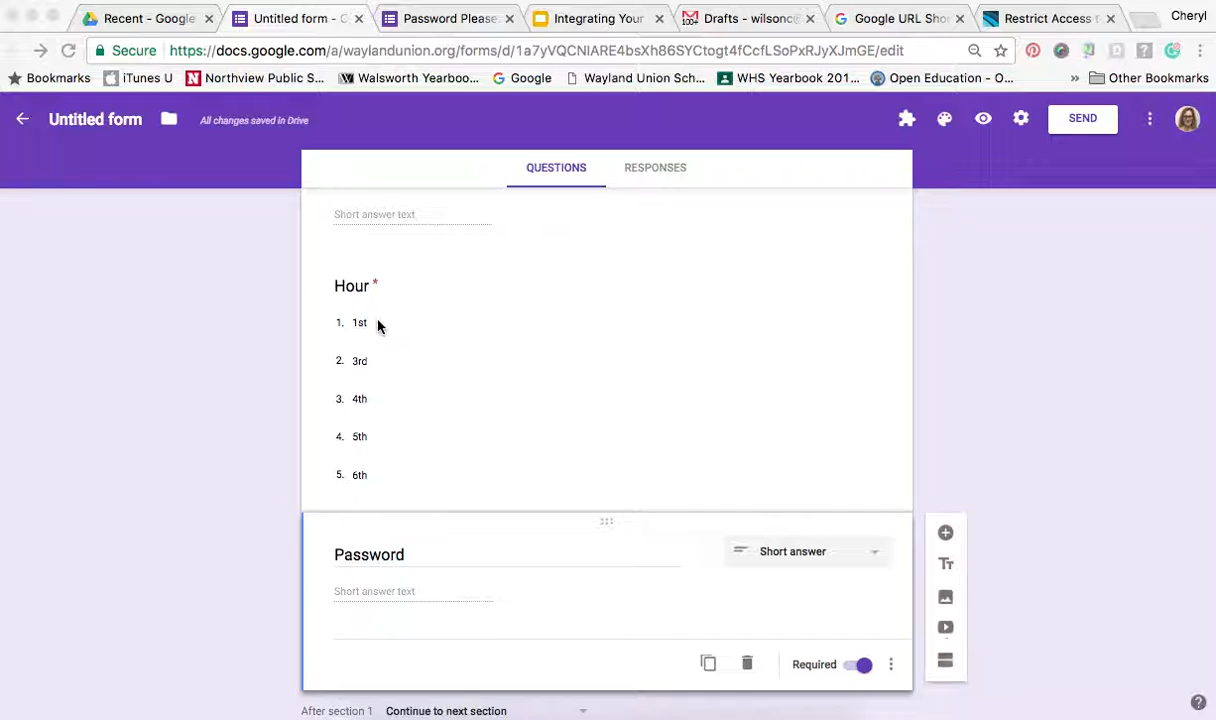 Recent - Google
Untitled form - G
Password Please
Integrating Your
Drafts - wilsonc@
Google URL Sho
Restrict Access t
Cheryl
Secure
https://docs.google.com/a/waylandunion.org/forms/d/1a7yVQCNIARE4bsXh86SYCtogt4fCcfLSoPxRJyXJmGE/edit
Bookmarks
iTunes U
Northview Public S...
Walsworth Yearboo...
Google
Wayland Union Sch...
WHS Yearbook 201...
Open Education - O...
»
Other Bookmarks
Untitled form
All changes saved in Drive
SEND
QUESTIONS
RESPONSES
Short answer text
Hour *
1. 1st
2. 3rd
3. 4th
4. 5th
5. 6th
Password
Short answer
Short answer text
Required
After section 1 Continue to next section